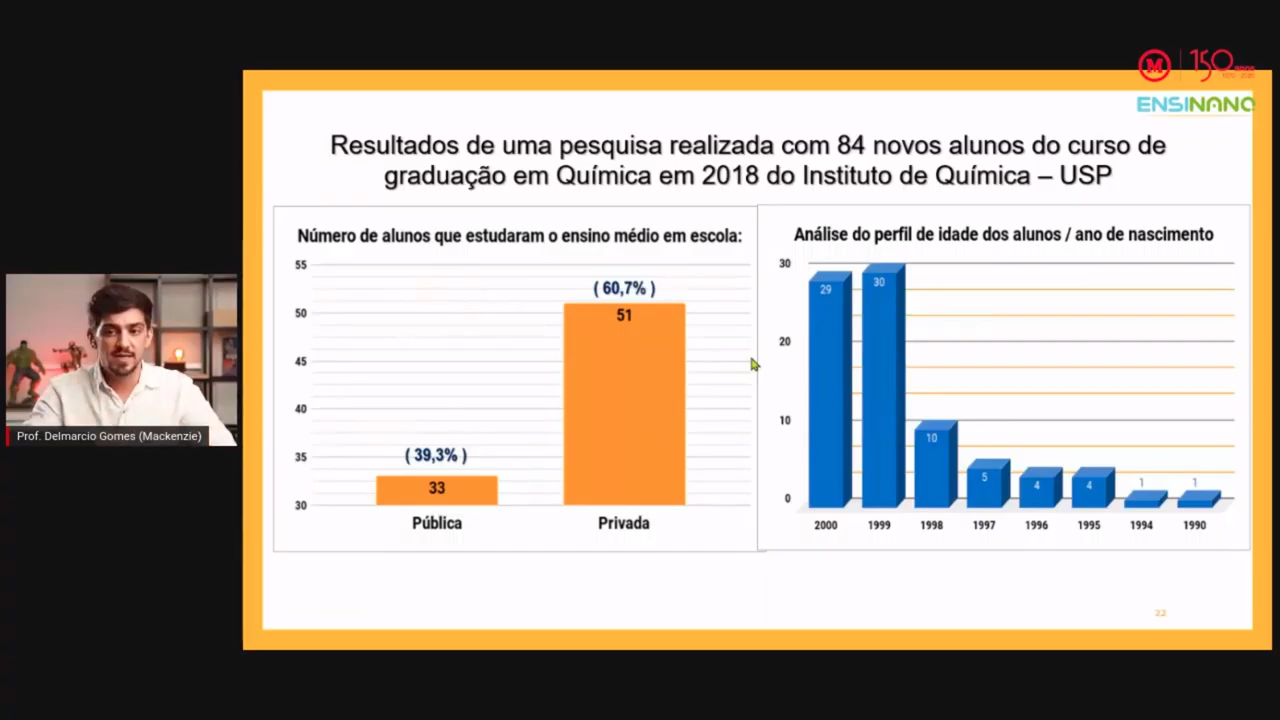 M
150 ANOS
ENSINANO
Resultados de uma pesquisa realizada com 84 novos alunos do curso de
graduação em Química em 2018 do Instituto de Química – USP
Número de alunos que estudaram o ensino médio em escola:
55
50
45
40
35
30
( 39,3% )
33
( 60,7% )
51
Pública
Privada
Análise do perfil de idade dos alunos / ano de nascimento
30
20
10
0
29
30
10
5
4
4
1
1
2000
1999
1998
1997
1996
1995
1994
1990
22
Prof. Delmarcio Gomes (Mackenzie)